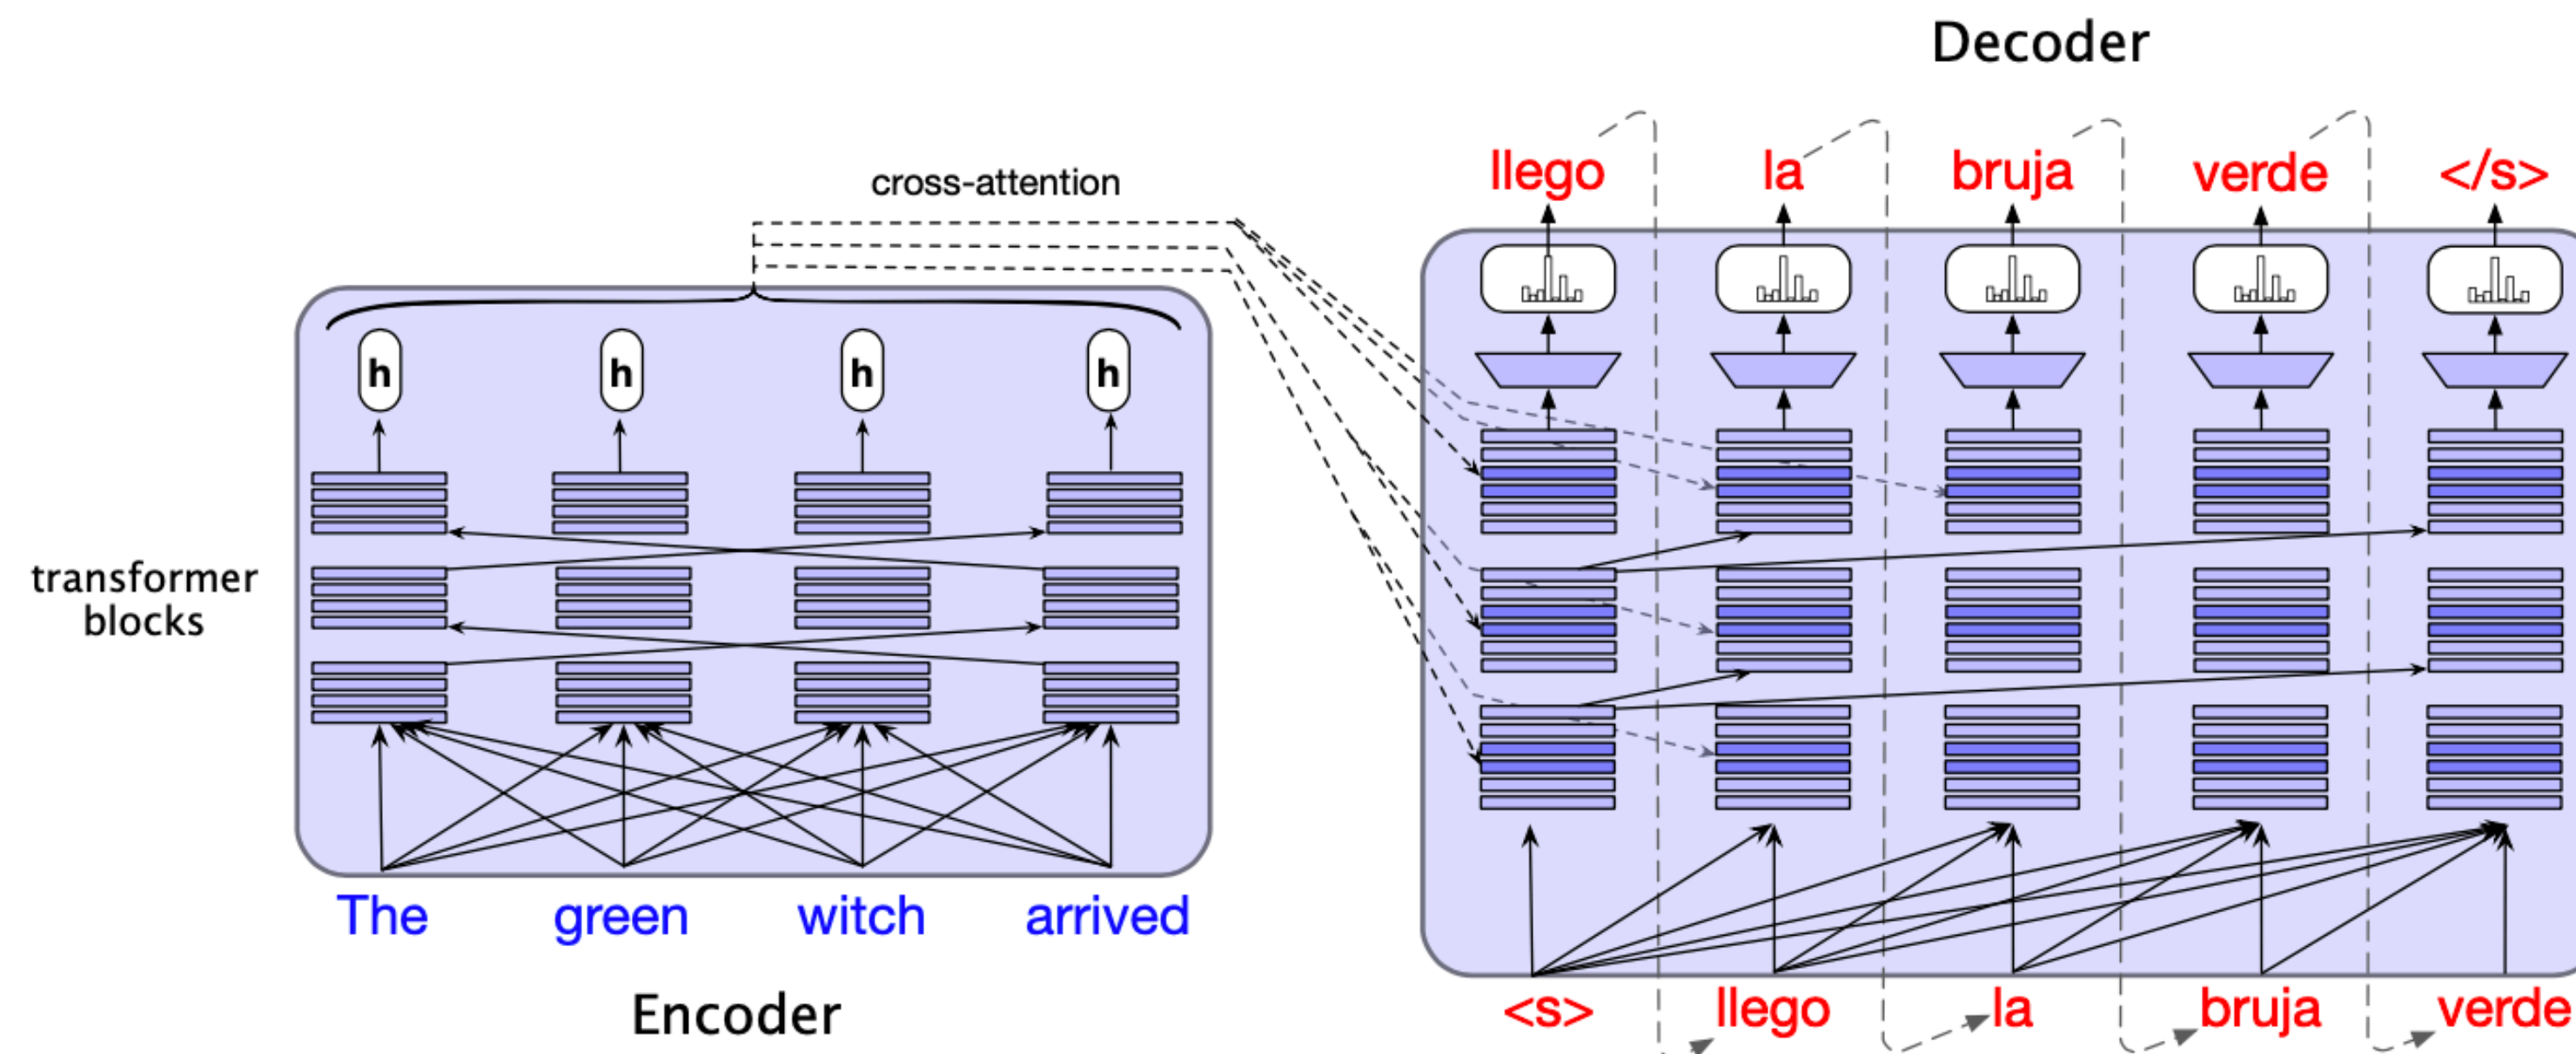 Decoder
llego la bruja verde </s>
cross-attention
h h h h
transformer
blocks
The green witch arrived
<s> llego la bruja verde
Encoder